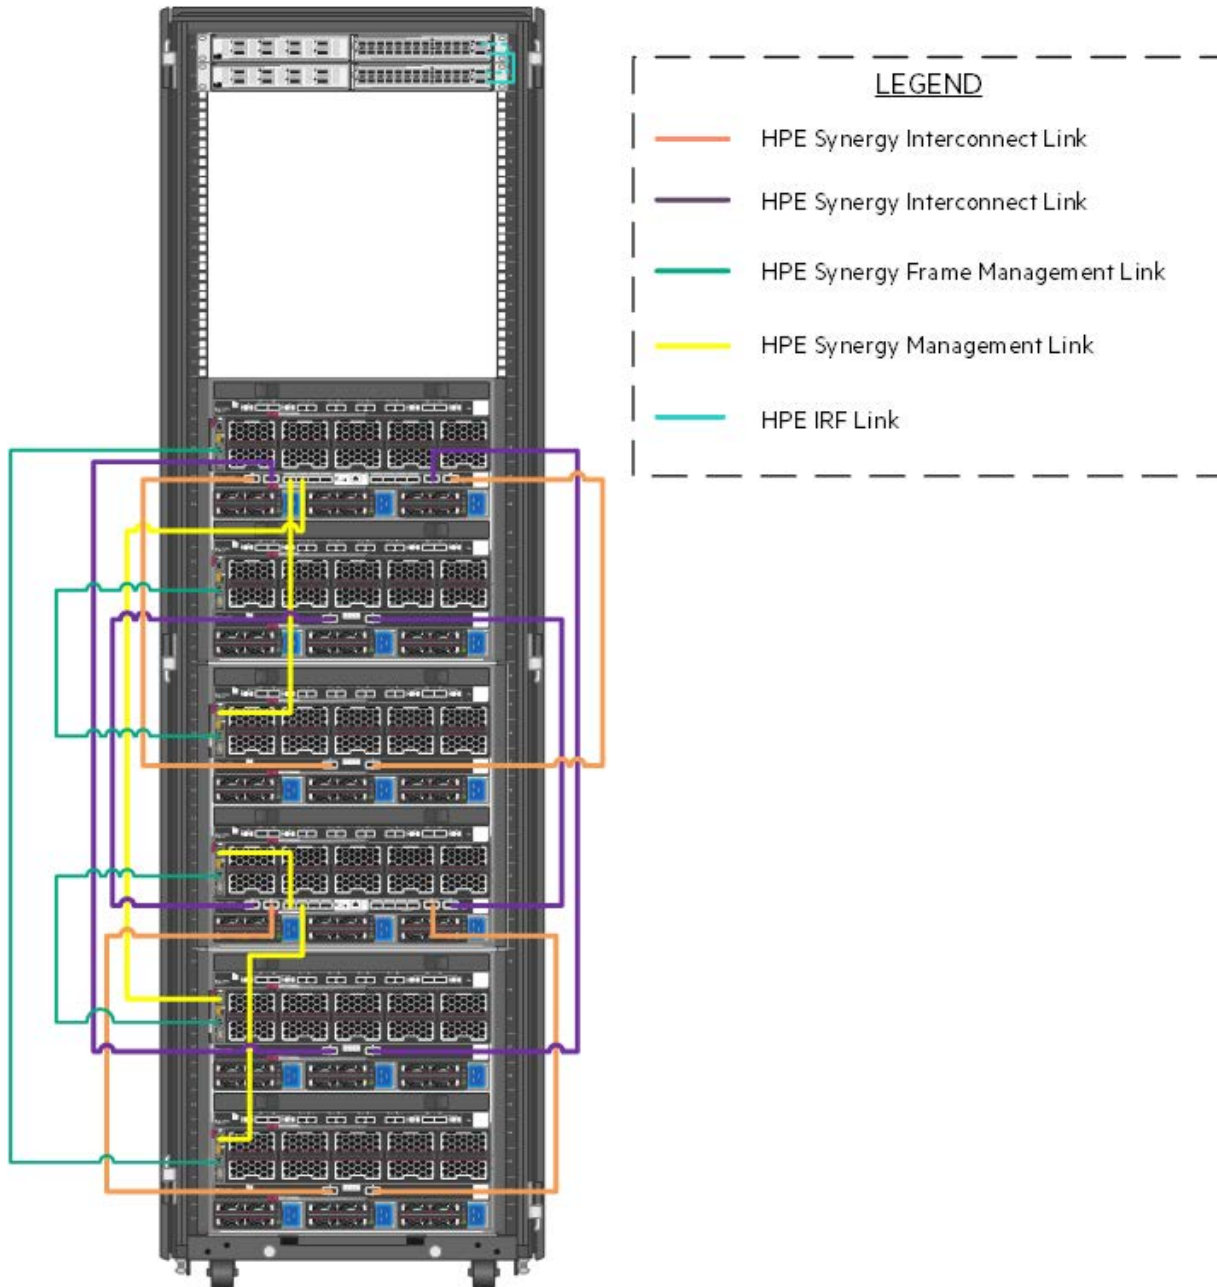 LEGEND
HPE Synergy Interconnect Link
HPE Synergy Interconnect Link
HPE Synergy Frame Management Link
HPE Synergy Management Link
HPE IRF Link